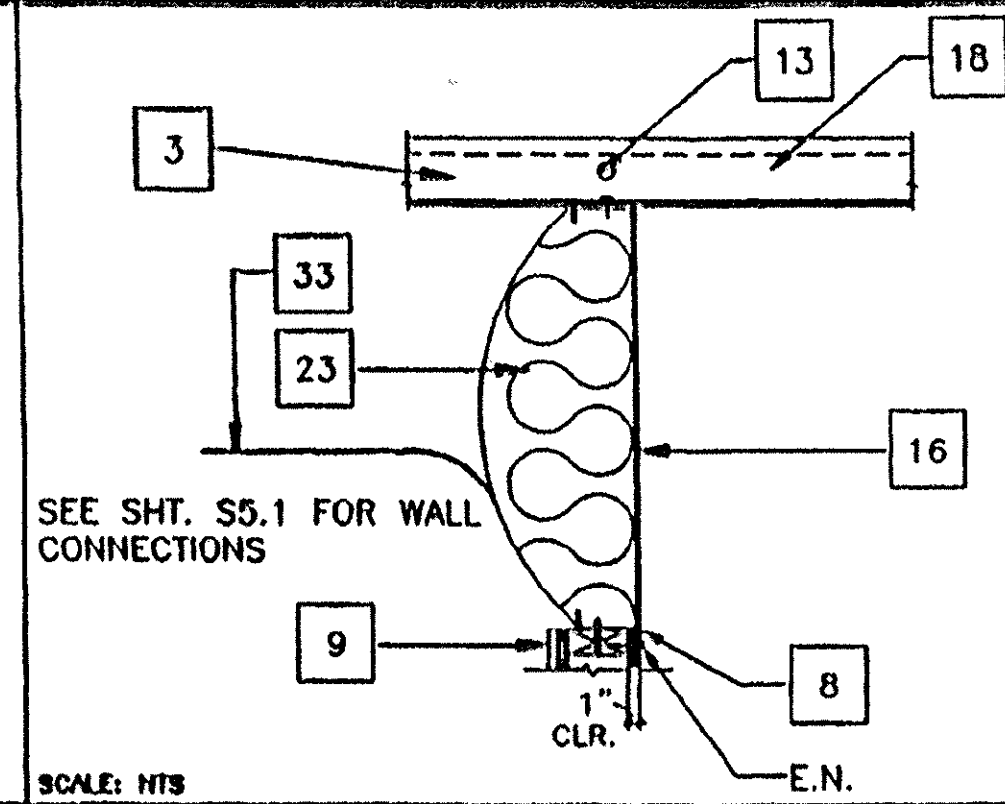 13
18
3
33
23
16
SEE SHT. S5.1 FOR WALL
CONNECTIONS
9
8
1"
CLR.
E.N.
SCALE: NTS